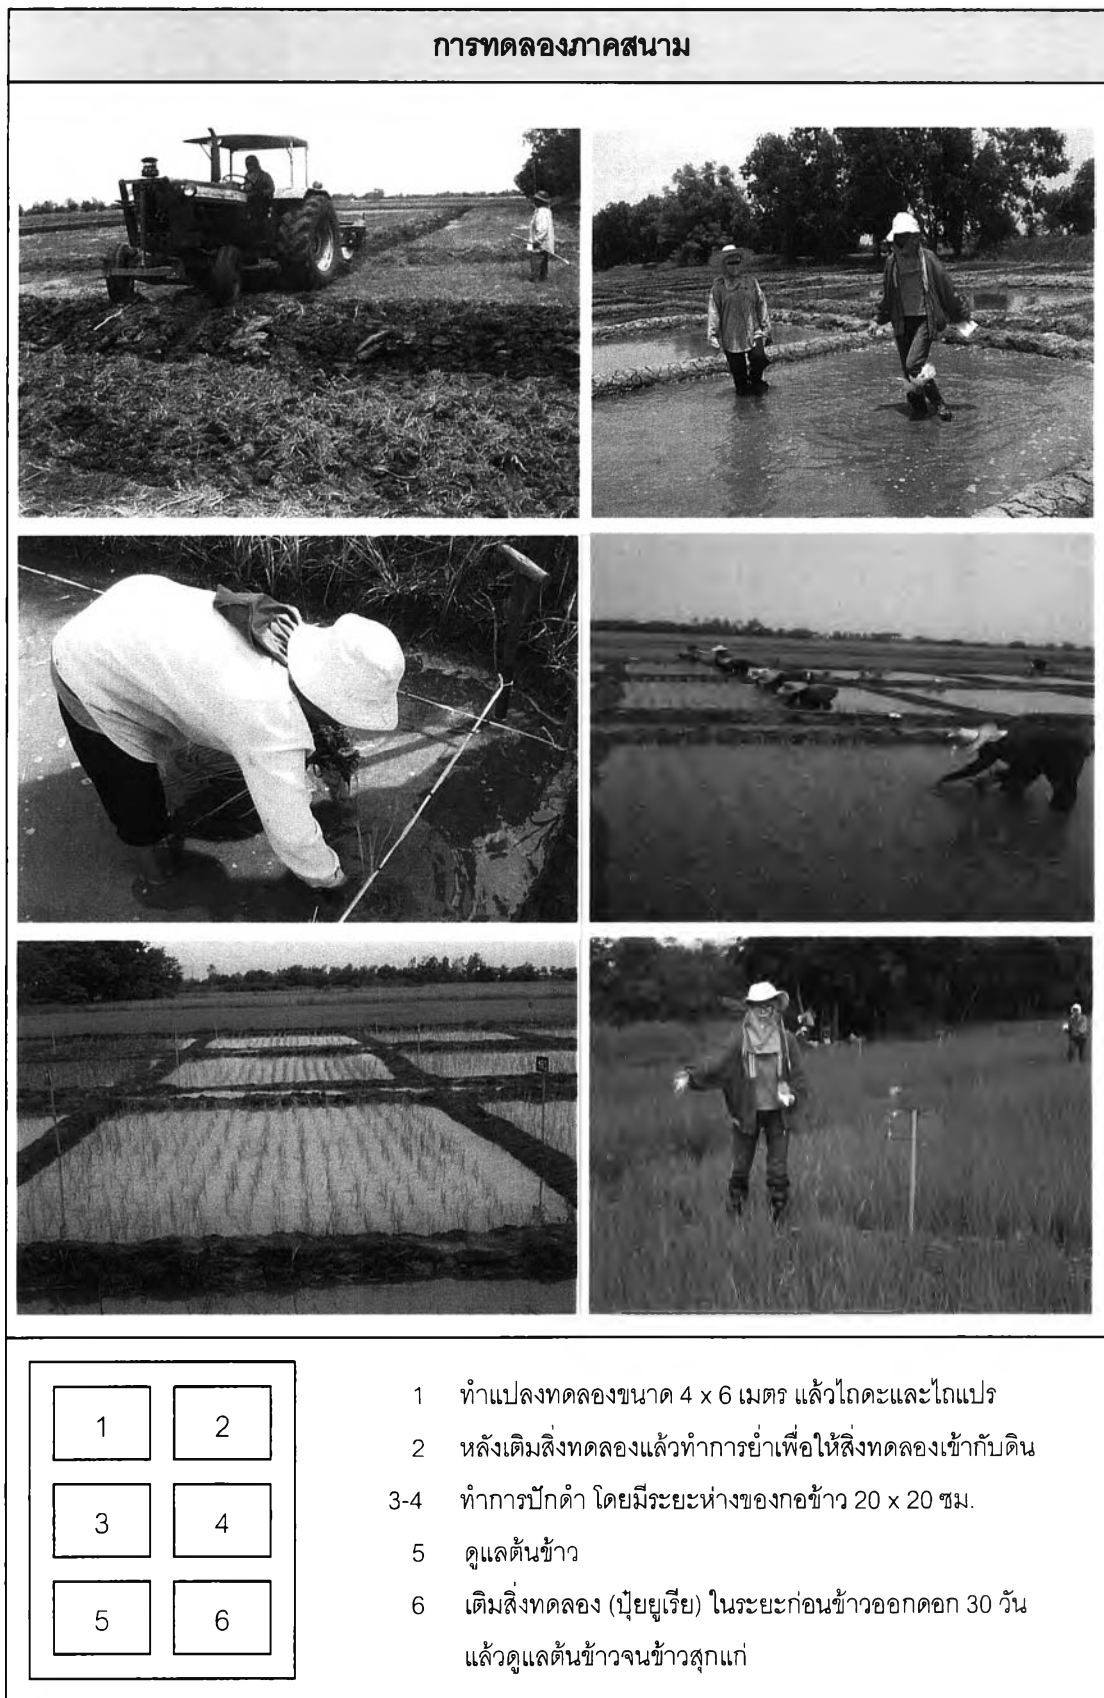 การทดลองภาคสนาม
1 2
3 4
5 6
1 ทำแปลงทดลองขนาด 4 x 6 เมตร แล้วไถดะและไถแปร
2 หลังเติมสิ่งทดลองแล้วทำการย่ำเพื่อให้สิ่งทดลองเข้ากับดิน
3-4 ทำการปักดำ โดยมีระยะห่างของกอข้าว 20 x 20 ซม.
5 ดูแลต้นข้าว
6 เติมสิ่งทดลอง (ปุ๋ยยูเรีย) ในระยะก่อนข้าวออกดอก 30 วัน
แล้วดูแลต้นข้าวจนข้าวสุกแก่